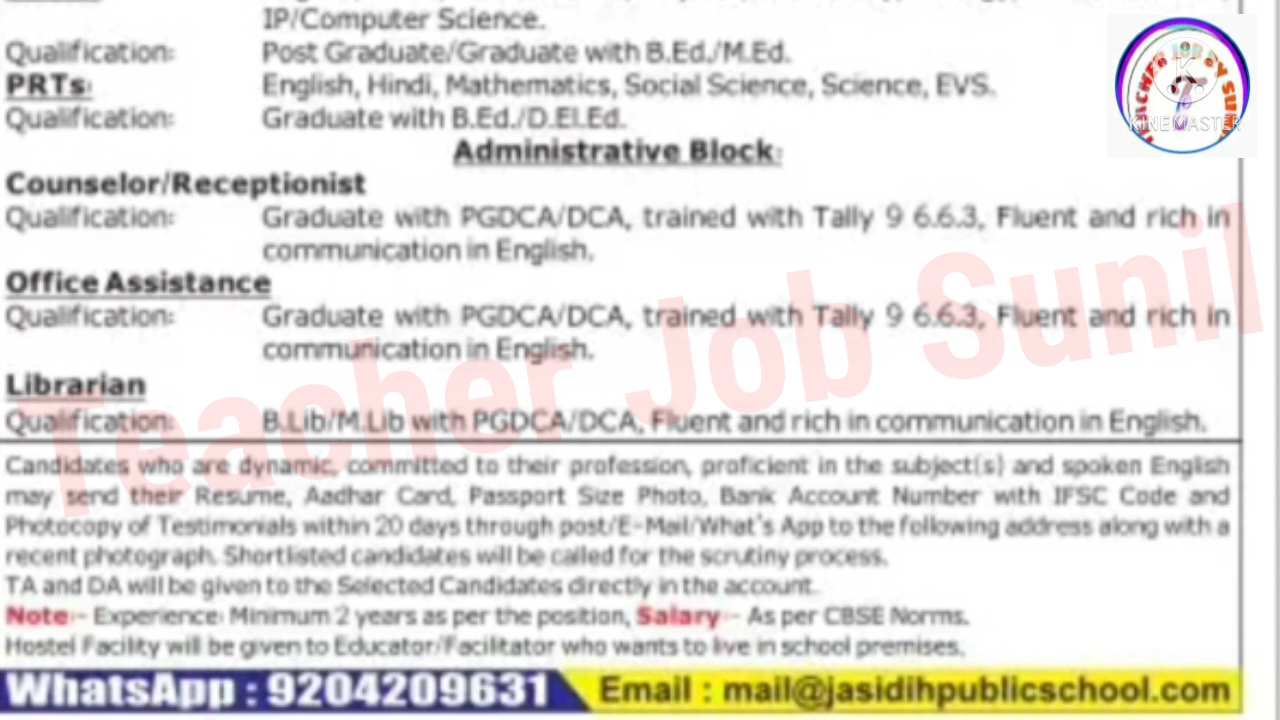 IP/Computer Science.
Qualification: Post Graduate/Graduate with B.Ed./M.Ed.
PRTs: English, Hindi, Mathematics, Social Science, Science, EVS.
Qualification: Graduate with B.Ed./D.El.Ed.
Administrative Block:
Counselor/Receptionist
Qualification: Graduate with PGDCA/DCA, trained with Tally 9 6.6.3, Fluent and rich in
communication in English.
Office Assistance
Qualification: Graduate with PGDCA/DCA, trained with Tally 9 6.6.3, Fluent and rich in
communication in English.
Librarian
Qualification: B.Lib/M.Lib with PGDCA/DCA, Fluent and rich in communication in English.
Candidates who are dynamic, committed to their profession, proficient in the subject(s) and spoken English
may send their Resume, Aadhar Card, Passport Size Photo, Bank Account Number with IFSC Code and
Photocopy of Testimonials within 20 days through post/E-Mail/What's App to the following address along with a
recent photograph. Shortlisted candidates will be called for the scrutiny process.
TA and DA will be given to the Selected Candidates directly in the account.
Note:- Experience: Minimum 2 years as per the position, Salary:- As per CBSE Norms.
Hostel Facility will be given to Educator/Facilitator who wants to live in school premises.
WhatsApp : 9204209631 Email : mail@jasidihpublicschool.com
Teacher Job Sunil
KINEMASTER